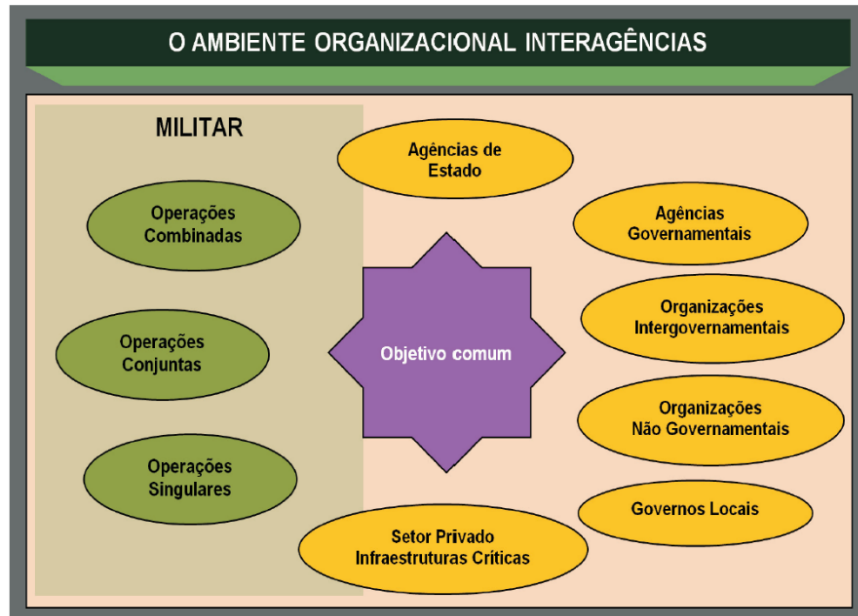 O AMBIENTE ORGANIZACIONAL INTERAGÊNCIAS
MILITAR
Agências de
Estado
Operações
Combinadas
Agências
Governamentais
Organizações
Intergovernamentais
Operações
Conjuntas
Objetivo comum
Organizações
Não Governamentais
Operações
Singulares
Governos Locais
Setor Privado
Infraestruturas Críticas